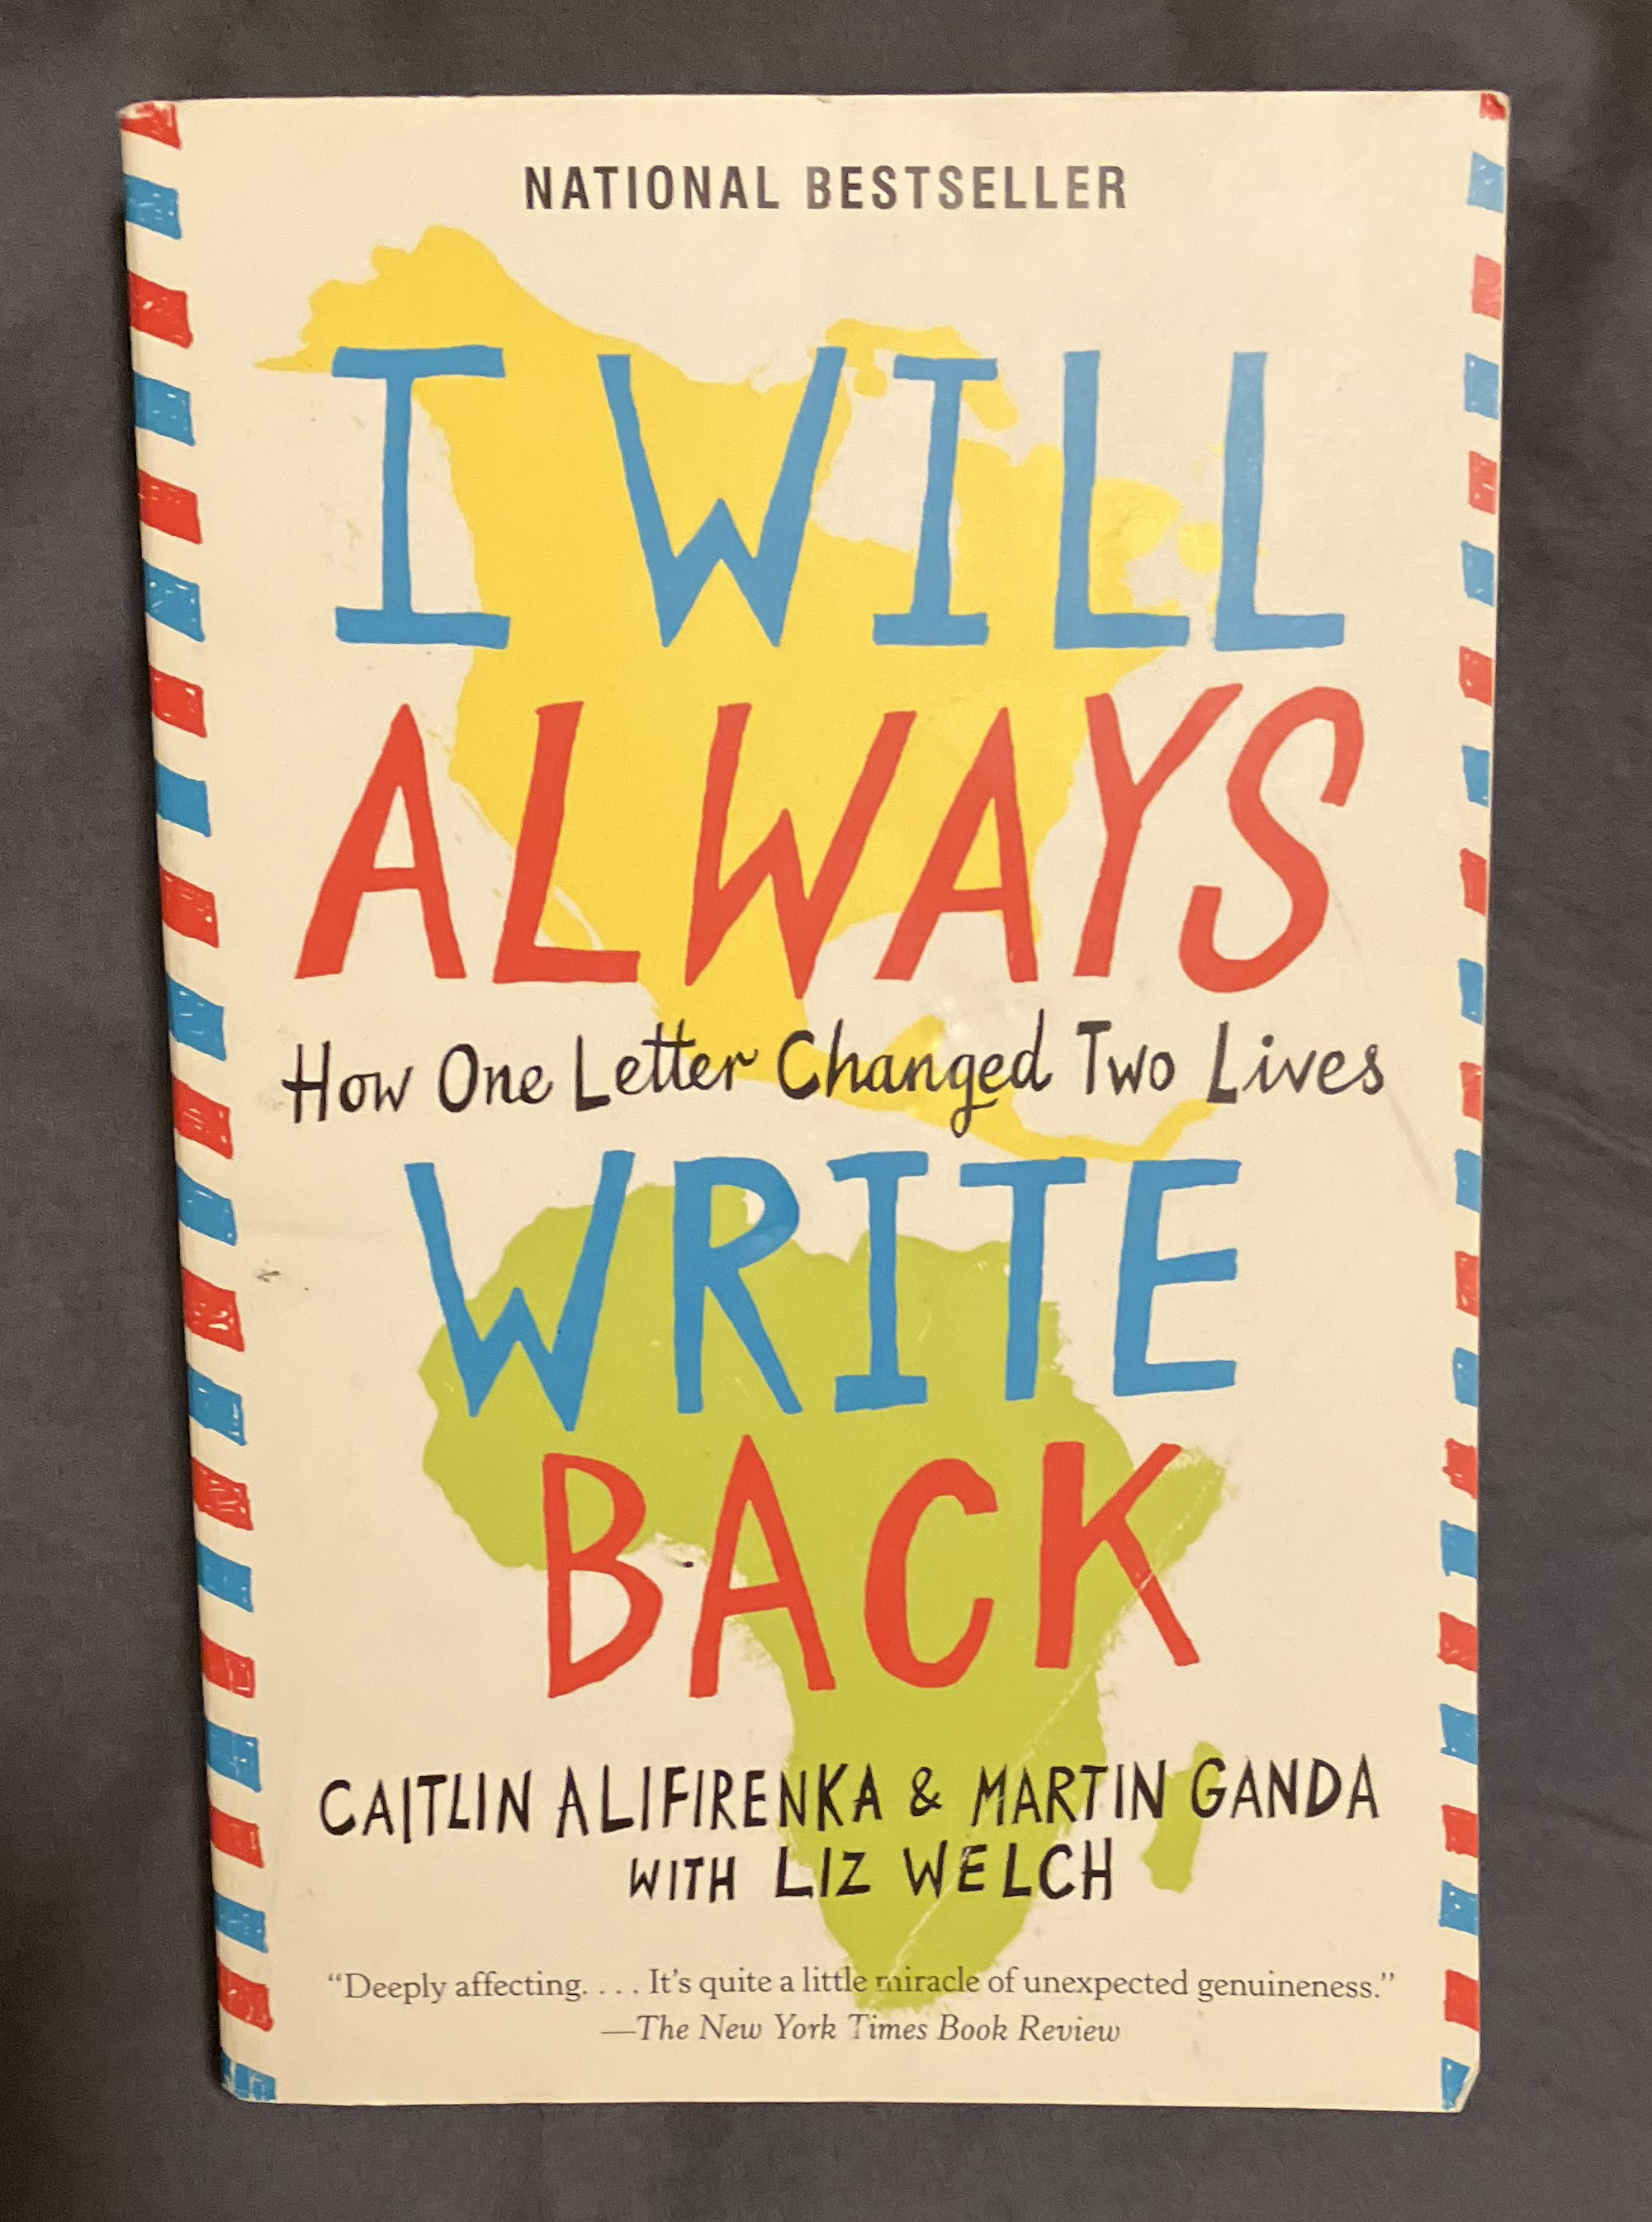 NATIONAL BESTSELLER
I WILL
ALWAYS
How One Letter Changed Two Lives
WRITE
BACK
CAITLIN ALIFIRENKA & MARTIN GANDA
WITH LIZ WELCH
“Deeply affecting. . . . It’s quite a little miracle of unexpected genuineness.”
—The New York Times Book Review